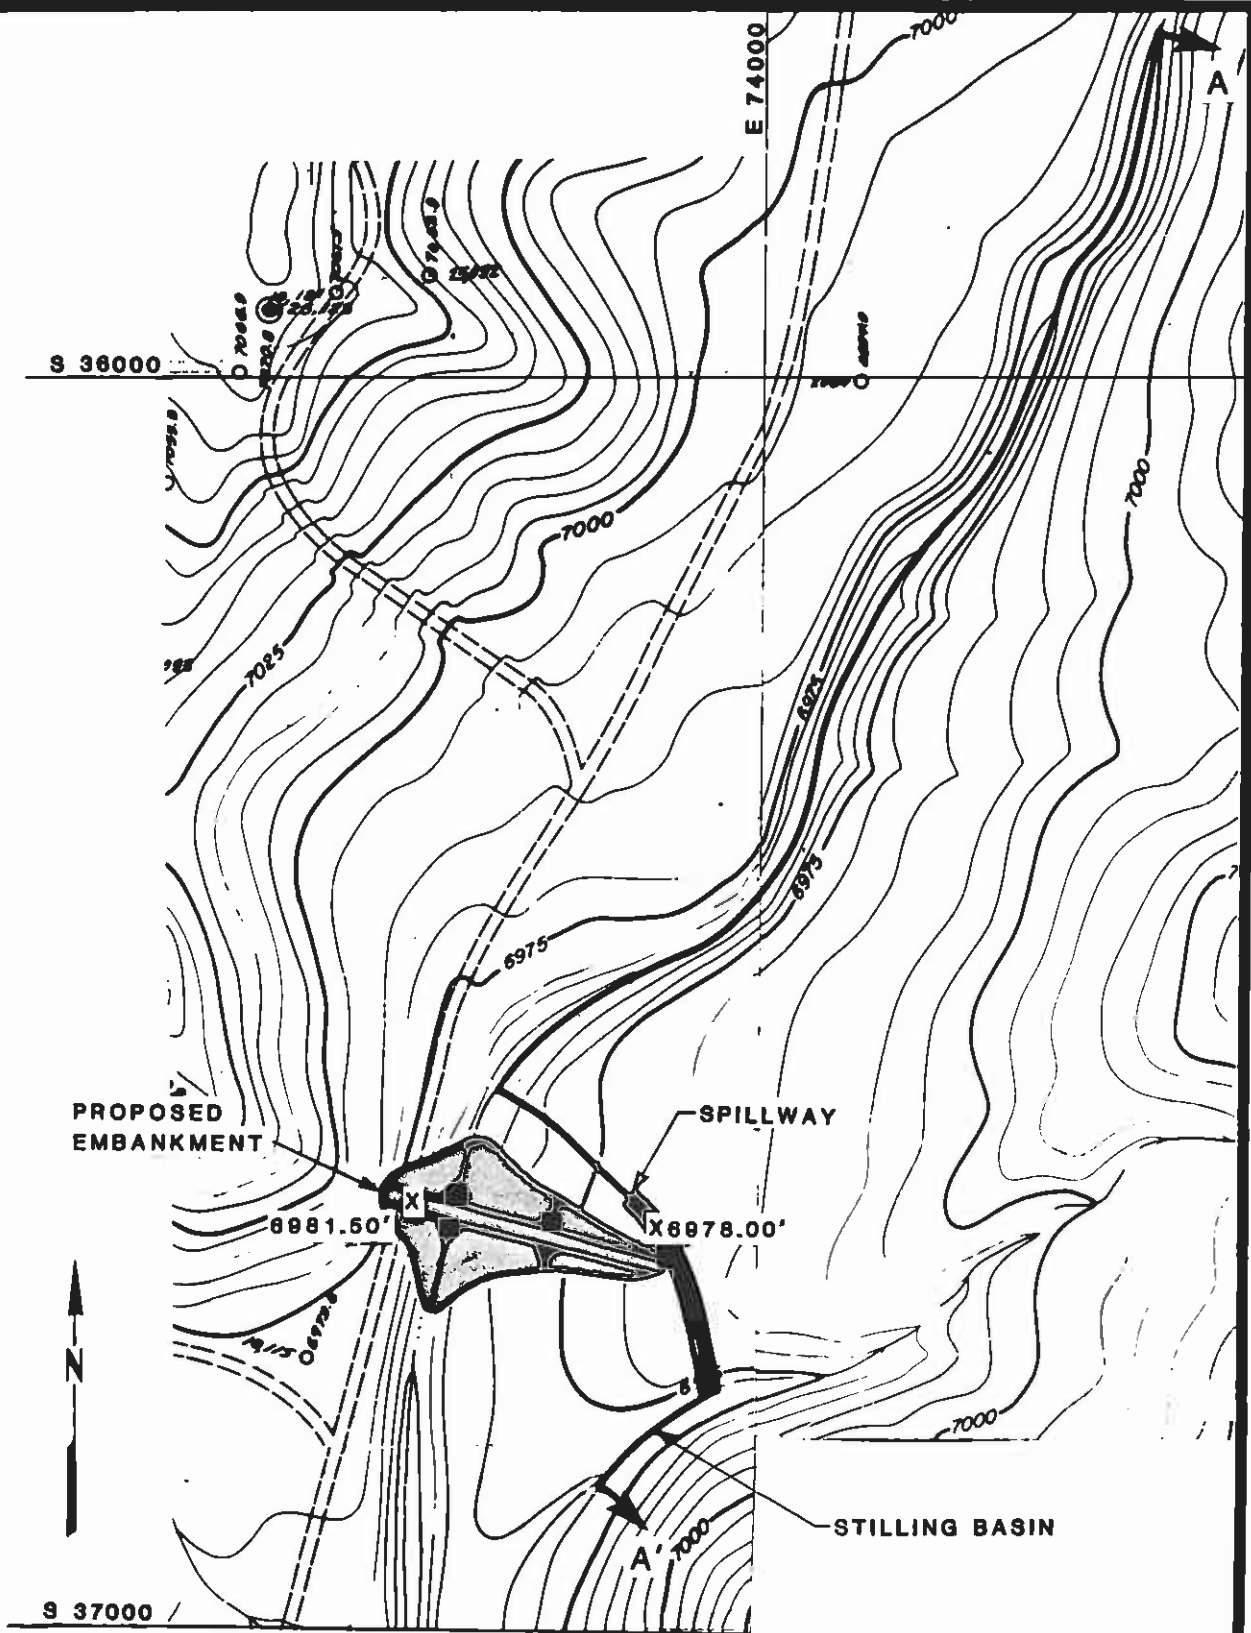 7000
E 74000
A
S 36000
7000
7000
7025
6975
6975
6975
PROPOSED
EMBANKMENT
SPILLWAY
X
6981.50'
X6978.00'
N
7000
STILLING BASIN
A'
7000
S 37000